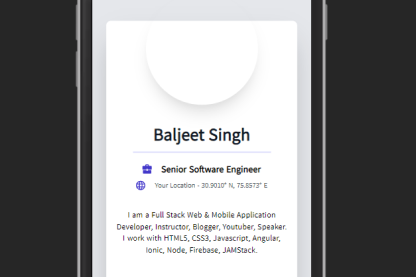 Baljeet Singh
Senior Software Engineer
Your Location - 30.9010° N, 75.8573° E
I am a Full Stack Web & Mobile Application
Developer, Instructor, Blogger, Youtuber, Speaker.
I work with HTML5, CSS3, Javascript, Angular,
Ionic, Node, Firebase, JAMStack.